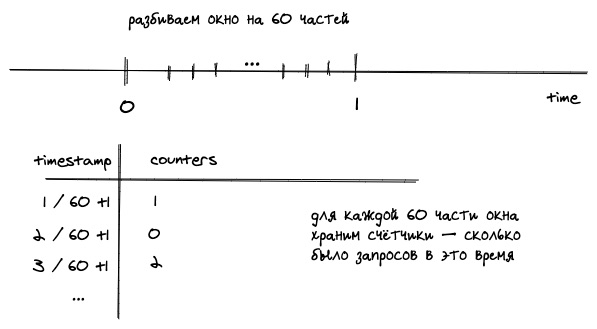 разбиваем окно на 60 частей
...
0
1
time
timestamp counters
1 / 60 +1 1
2 / 60 +1 0
3 / 60 +1 2
...
для каждой 60 части окна
храним счётчики — сколько
было запросов в это время